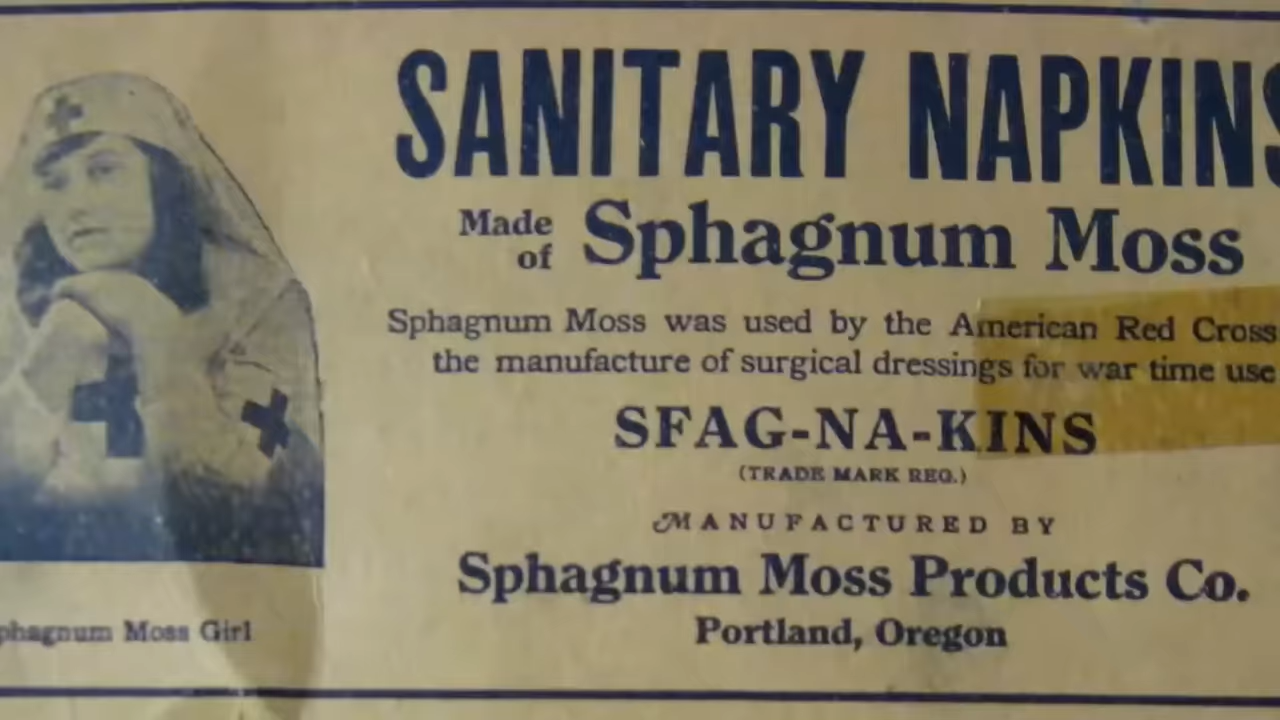 SANITARY NAPKINS
Made of Sphagnum Moss
Sphagnum Moss was used by the American Red Cross
the manufacture of surgical dressings for war time use
SFAG-NA-KINS
(TRADE MARK REG.)
MANUFACTURED BY
Sphagnum Moss Products Co.
Portland, Oregon
phagnum Moss Girl